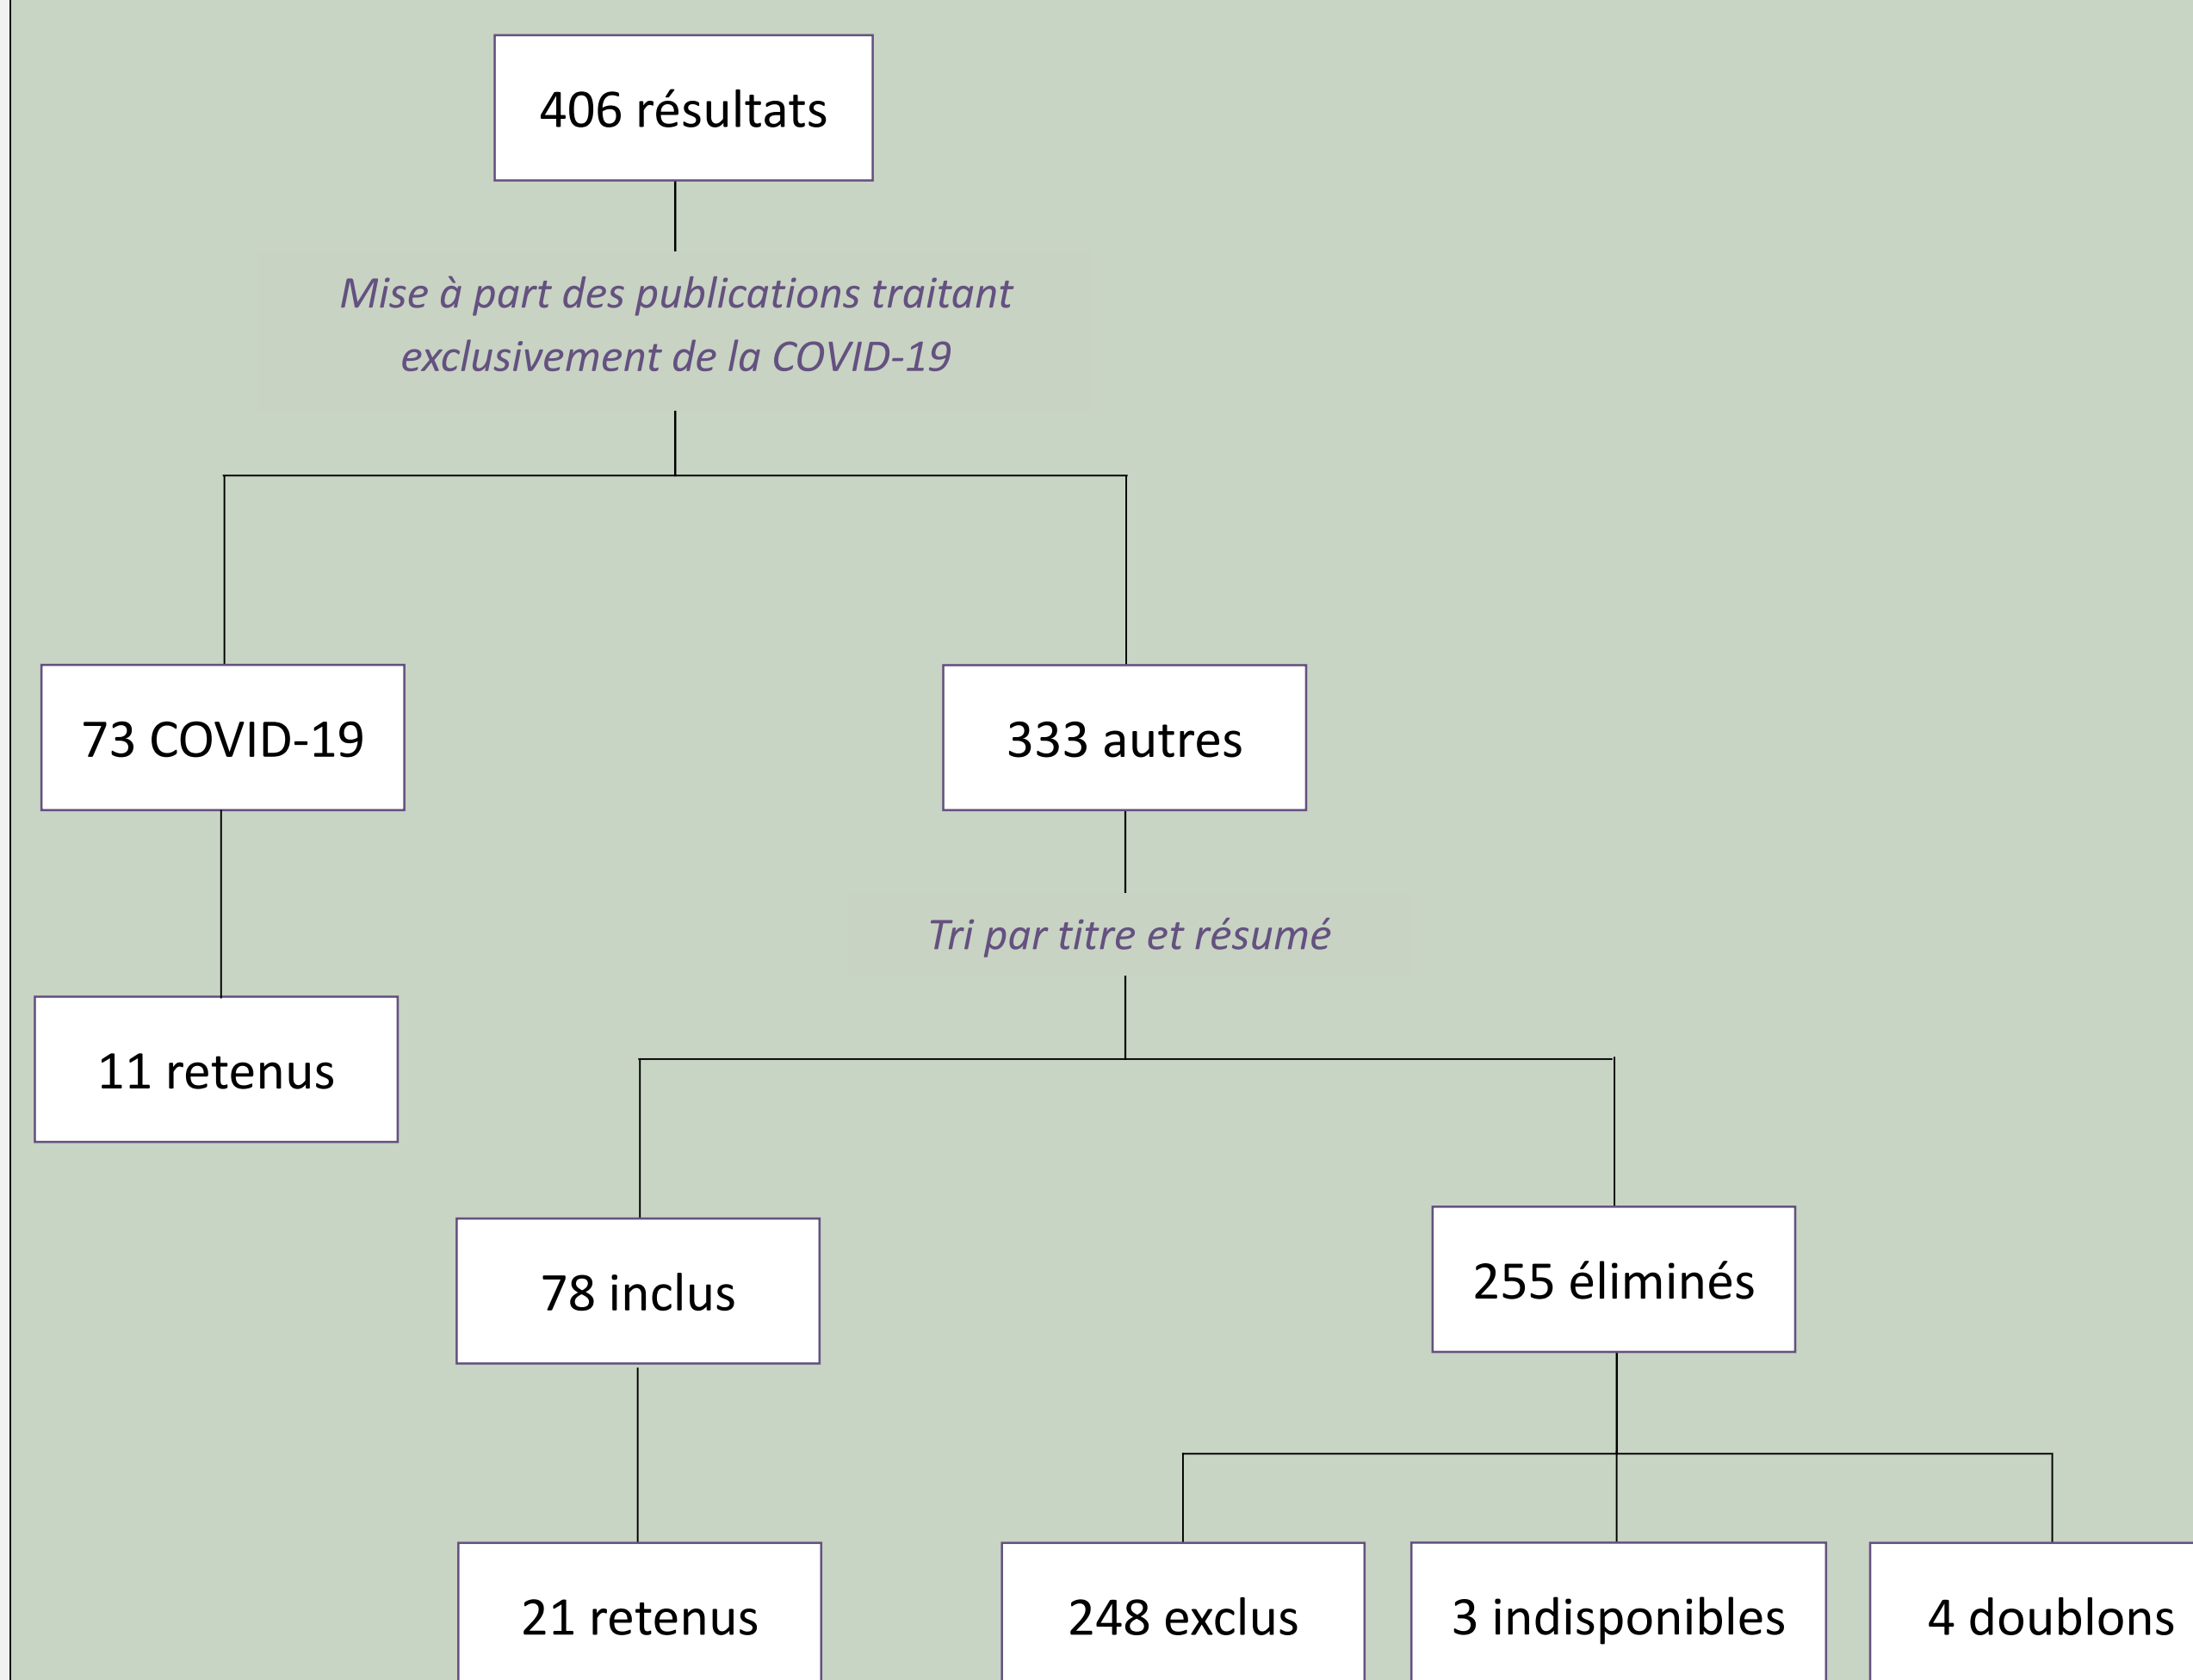 406 résultats
Mise à part des publications traitant
exclusivement de la COVID-19
73 COVID-19
333 autres
Tri par titre et résumé
11 retenus
78 inclus
255 éliminés
21 retenus
248 exclus
3 indisponibles
4 doublons